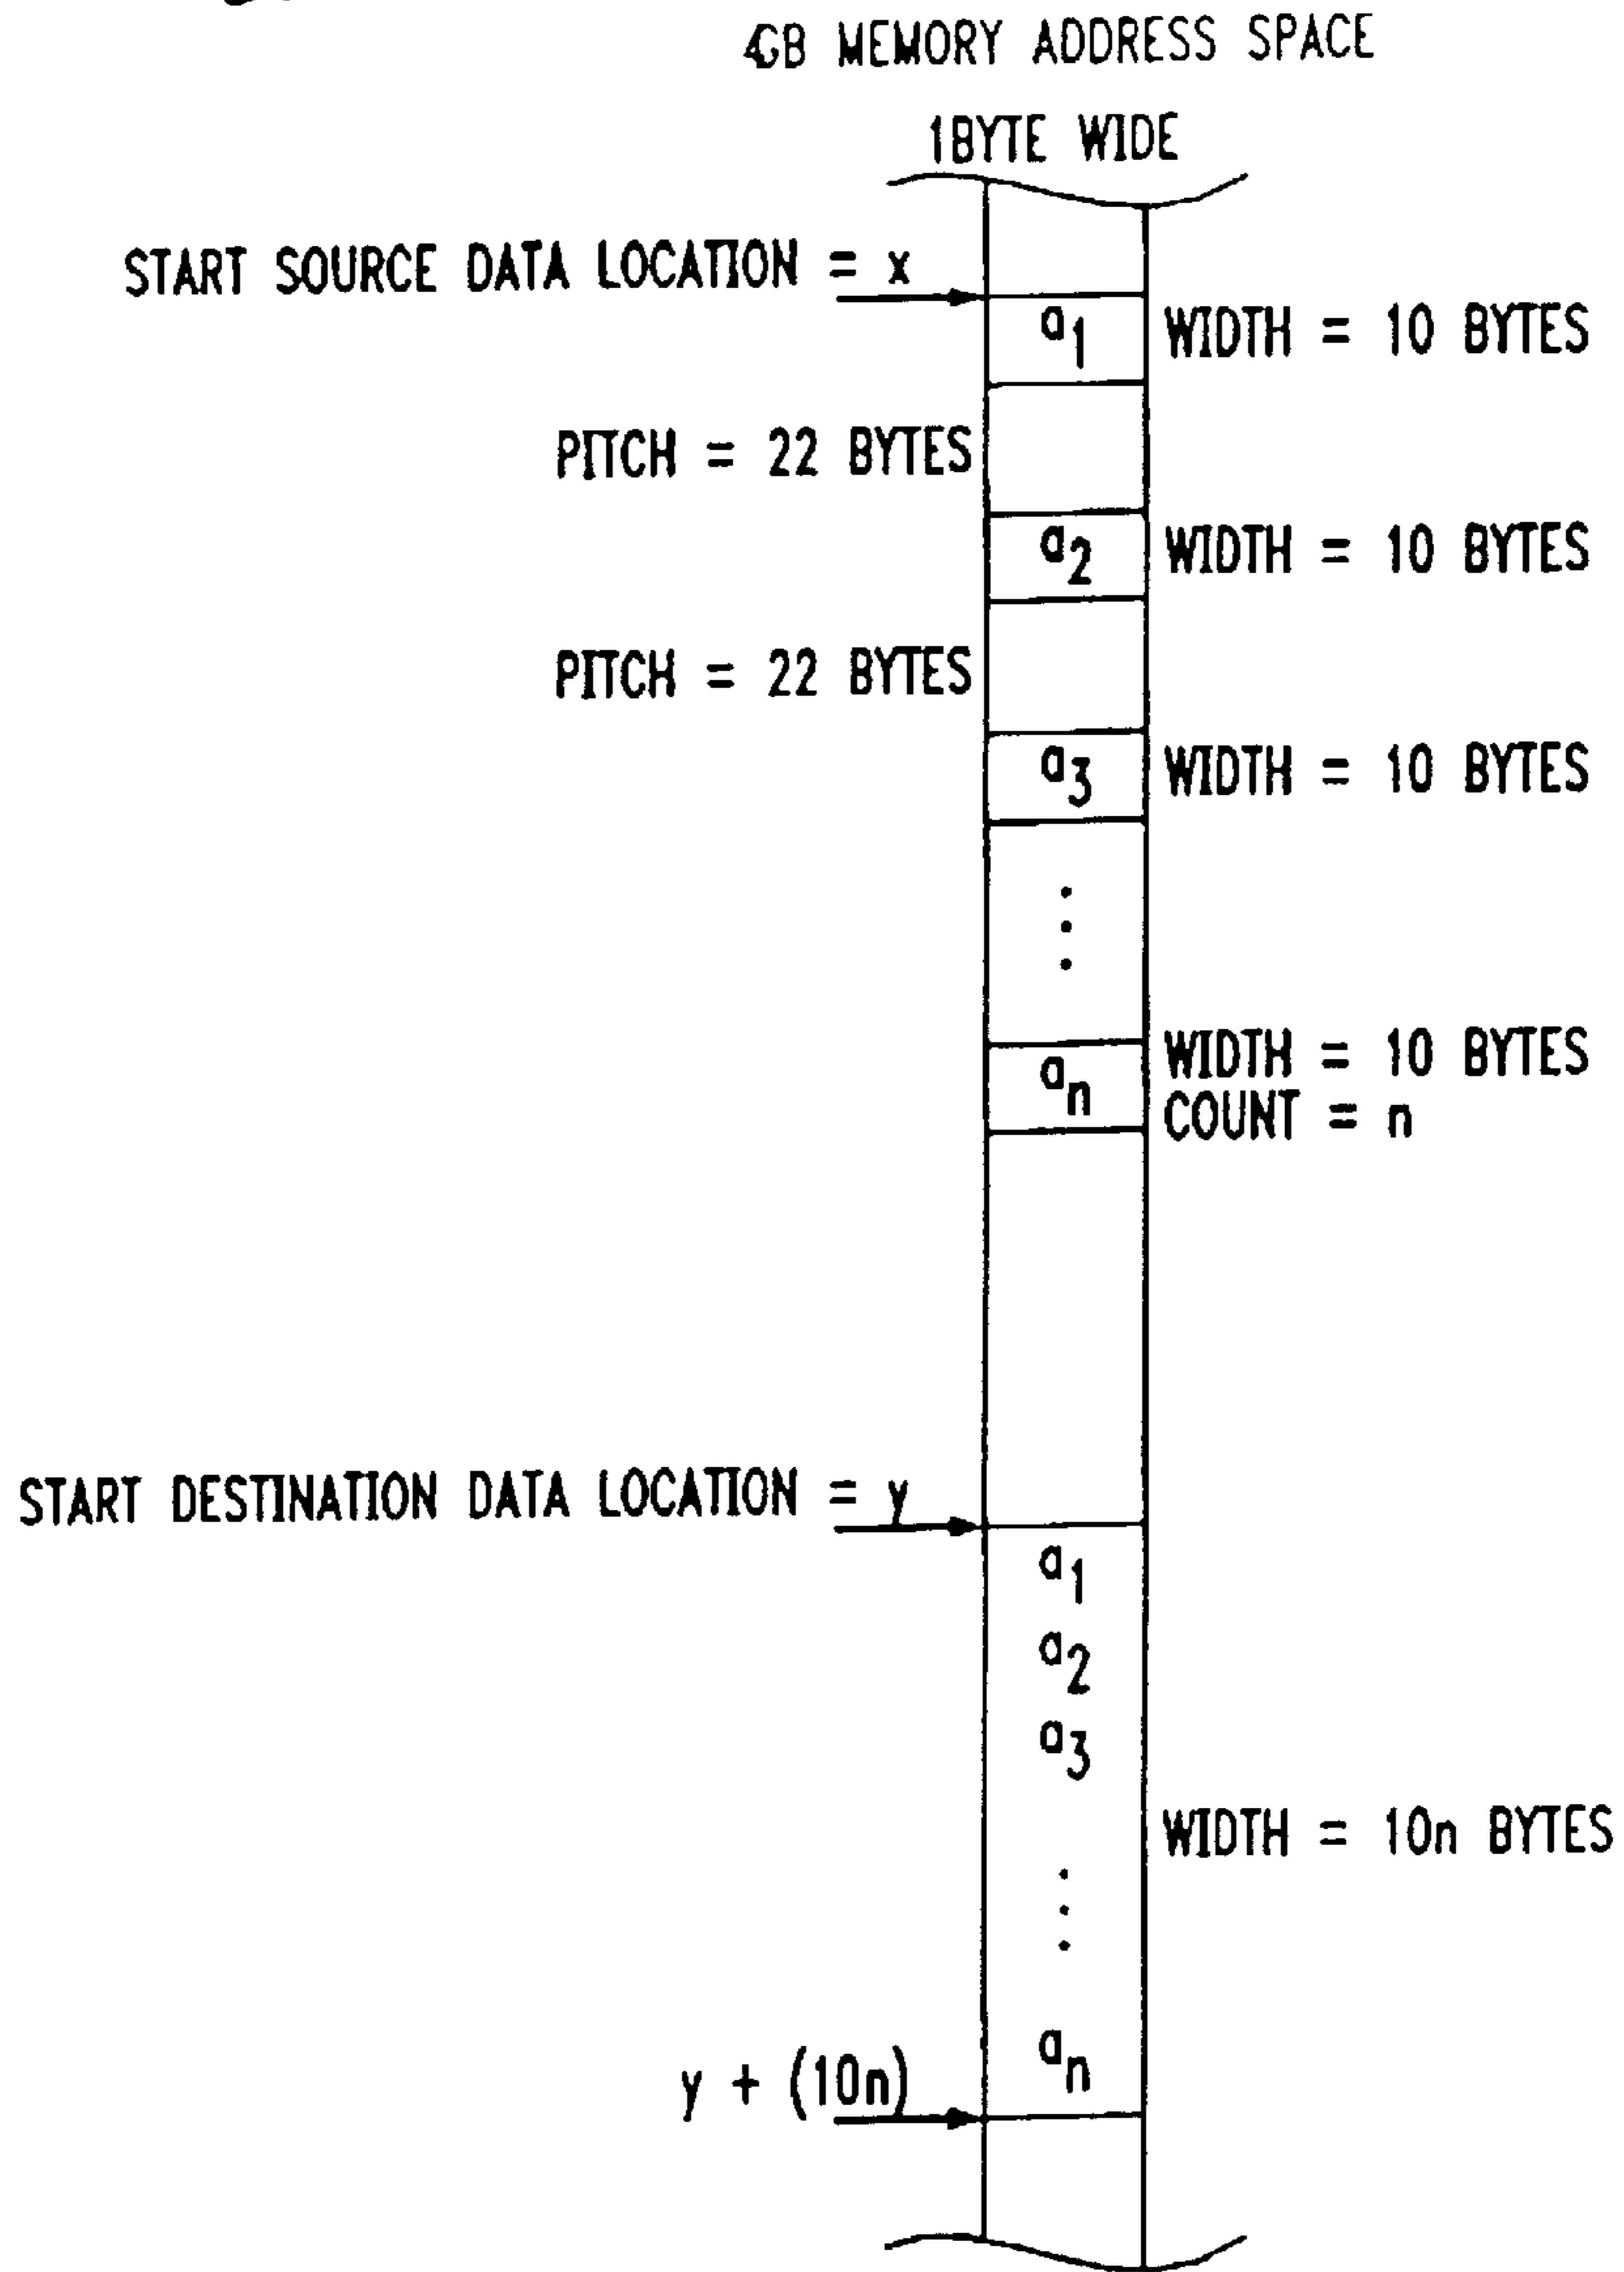 4GB MEMORY ADDRESS SPACE
1BYTE WIDE
START SOURCE DATA LOCATION = x
a1 WIDTH = 10 BYTES
PITCH = 22 BYTES
a2 WIDTH = 10 BYTES
PITCH = 22 BYTES
a3 WIDTH = 10 BYTES
WIDTH = 10 BYTES
an
COUNT = n
START DESTINATION DATA LOCATION = y
a1
a2
a3
WIDTH = 10n BYTES
an
y + (10n)